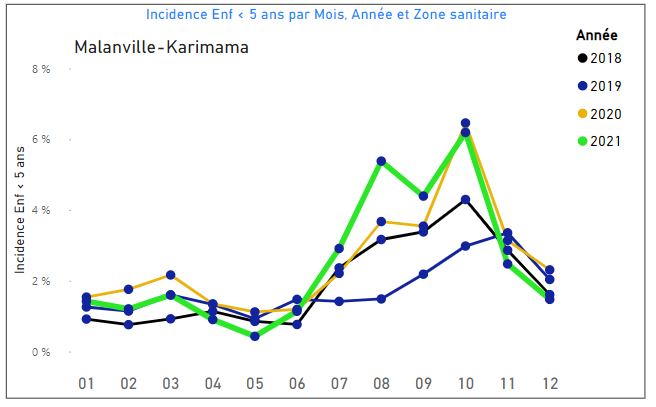 Incidence Enf < 5 ans par Mois, Année et Zone sanitaire
Malanville-Karimama
Année
2018
2019
2020
2021
8 %
6 %
4 %
2 %
0 %
Incidence Enf < 5 ans
01 02 03 04 05 06 07 08 09 10 11 12